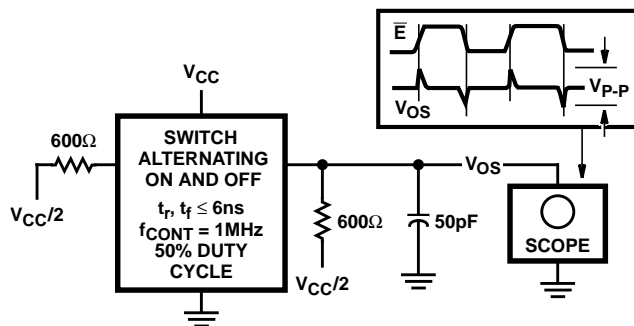 E
V_OS
V_P-P
V_CC
600Ω
V_CC/2
SWITCH
ALTERNATING
ON AND OFF
t_r, t_f ≤ 6ns
f_CONT = 1MHz
50% DUTY
CYCLE
600Ω
V_CC/2
50pF
V_OS
SCOPE